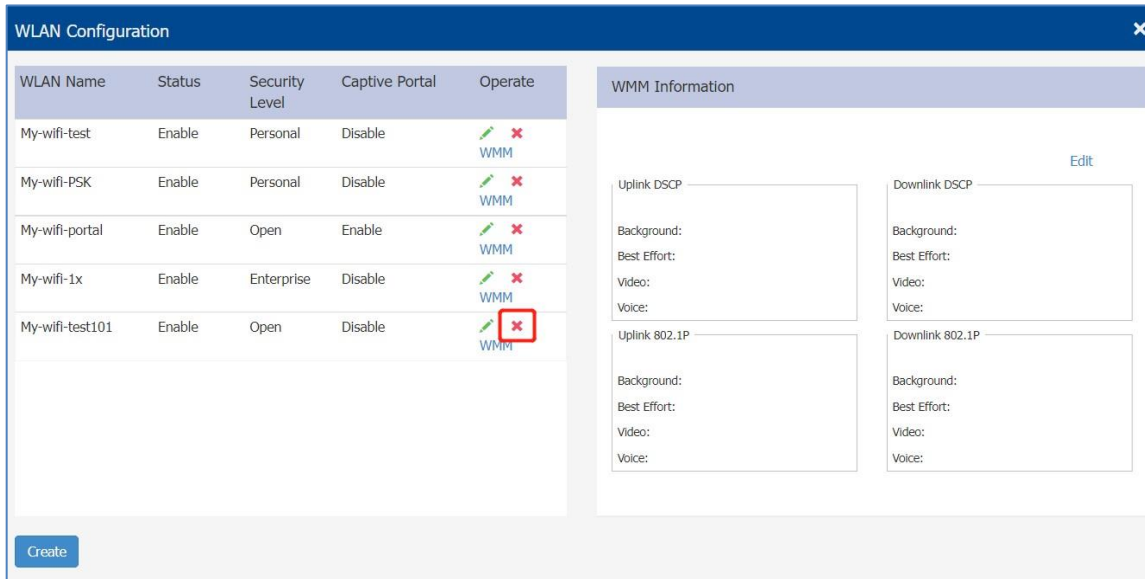 WLAN Configuration
WLAN Name Status Security Level Captive Portal Operate
My-wifi-test Enable Personal Disable
WMM
My-wifi-PSK Enable Personal Disable
WMM
My-wifi-portal Enable Open Enable
WMM
My-wifi-1x Enable Enterprise Disable
WMM
My-wifi-test101 Enable Open Disable
WMM
Create
WMM Information
Edit
Uplink DSCP
Background:
Best Effort:
Video:
Voice:
Downlink DSCP
Background:
Best Effort:
Video:
Voice:
Uplink 802.1P
Background:
Best Effort:
Video:
Voice:
Downlink 802.1P
Background:
Best Effort:
Video:
Voice: